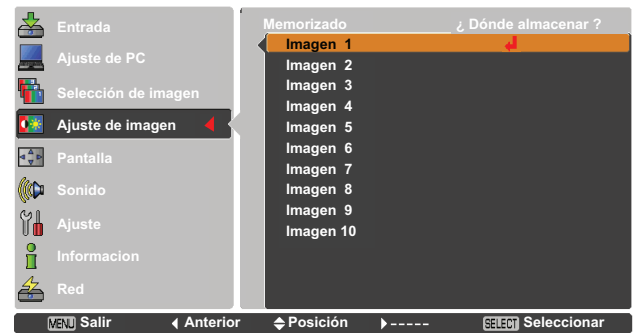 Entrada
Ajuste de PC
Selección de imagen
Ajuste de imagen
Pantalla
Sonido
Ajuste
Informacion
Red
Memorizado ¿ Dónde almacenar ?
Imagen 1
Imagen 2
Imagen 3
Imagen 4
Imagen 5
Imagen 6
Imagen 7
Imagen 8
Imagen 9
Imagen 10
MENU Salir Anterior Posición ----- SELECT Seleccionar